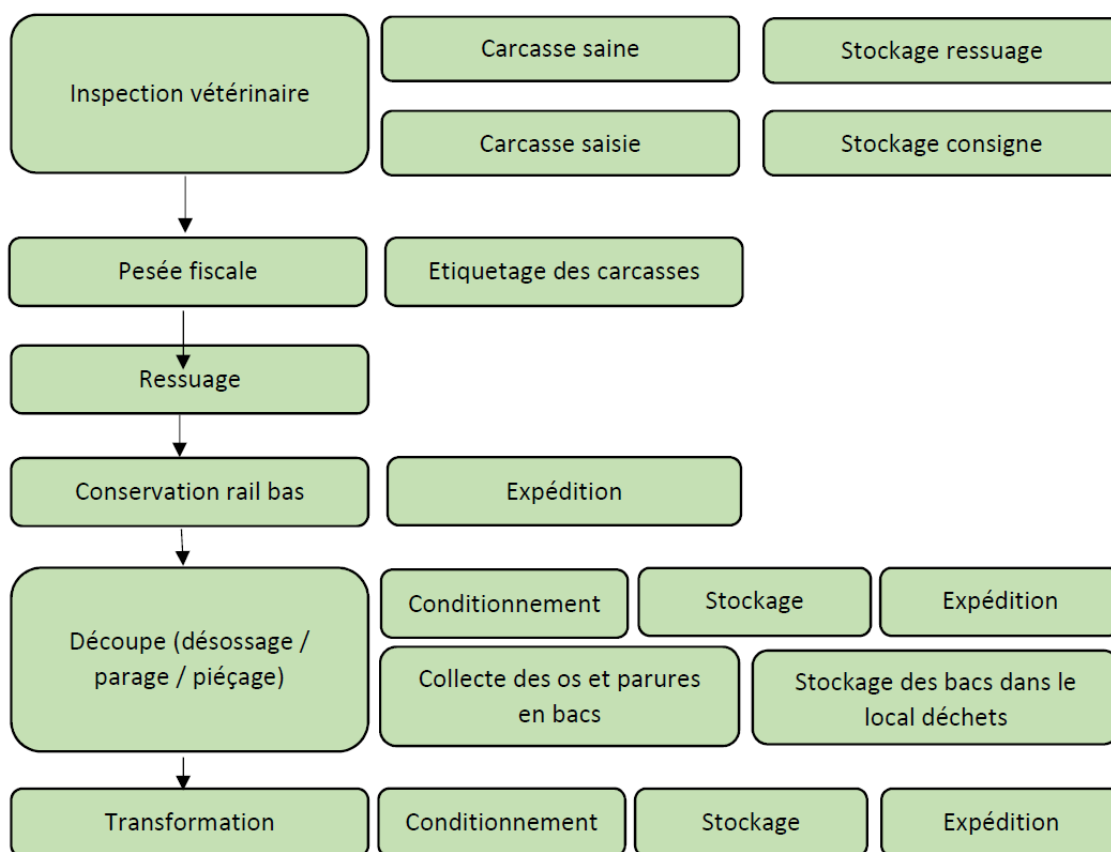 Inspection vétérinaire
Carcasse saine
Stockage ressuage
Carcasse saisie
Stockage consigne
Pesée fiscale
Etiquetage des carcasses
Ressuage
Conservation rail bas
Expédition
Découpe (désossage /
parage / piéçage)
Conditionnement
Stockage
Expédition
Collecte des os et parures
en bacs
Stockage des bacs dans le
local déchets
Transformation
Conditionnement
Stockage
Expédition